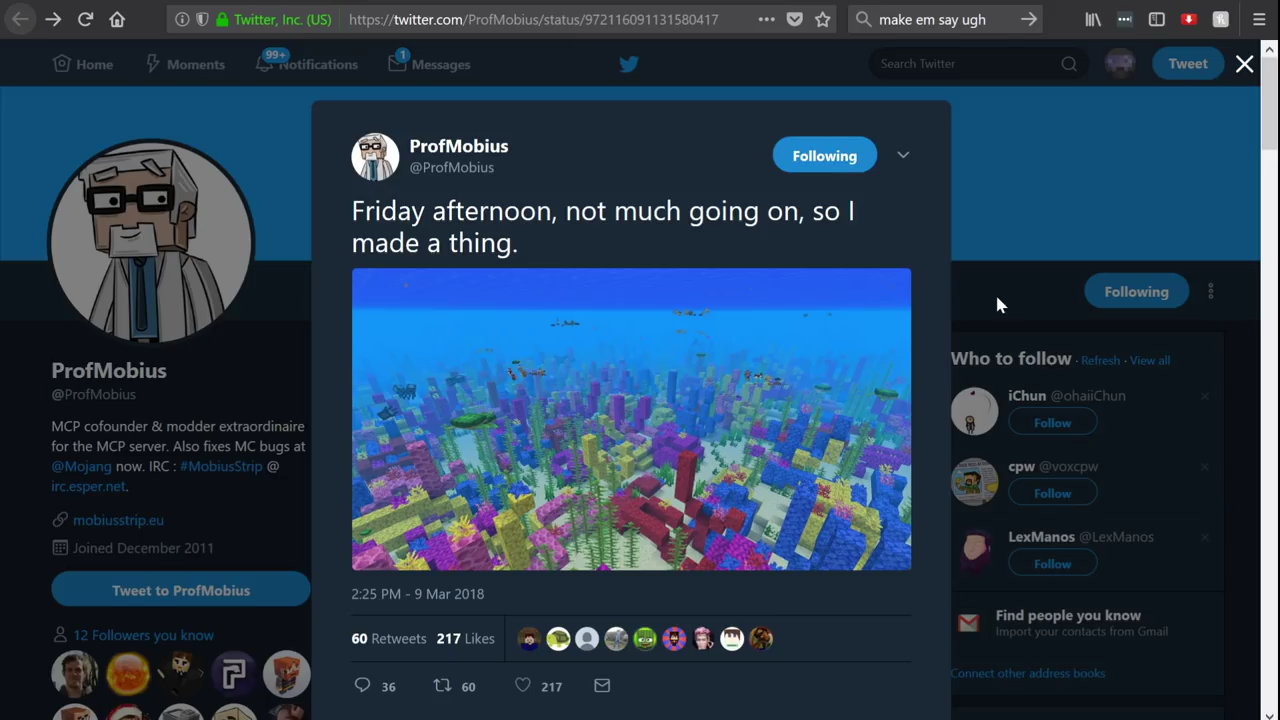 Twitter, Inc. (US)
https://twitter.com/ProfMobius/status/972116091131580417
make em say ugh
Home
Moments
99+
Notifications
1
Messages
Search Twitter
Tweet
ProfMobius
@ProfMobius
Following
Friday afternoon, not much going on, so I
made a thing.
2:25 PM - 9 Mar 2018
60 Retweets 217 Likes
36
60
217
ProfMobius
@ProfMobius
MCP cofounder & modder extraordinaire
for the MCP server. Also fixes MC bugs at
@Mojang now. IRC : #MobiusStrip @
irc.esper.net.
mobiusstrip.eu
Joined December 2011
Tweet to ProfMobius
12 Followers you know
Following
Who to follow · Refresh · View all
iChun @ohaiiChun
Follow
cpw @voxcpw
Follow
LexManos @LexManos
Follow
Find people you know
Import your contacts from Gmail
Connect other address books